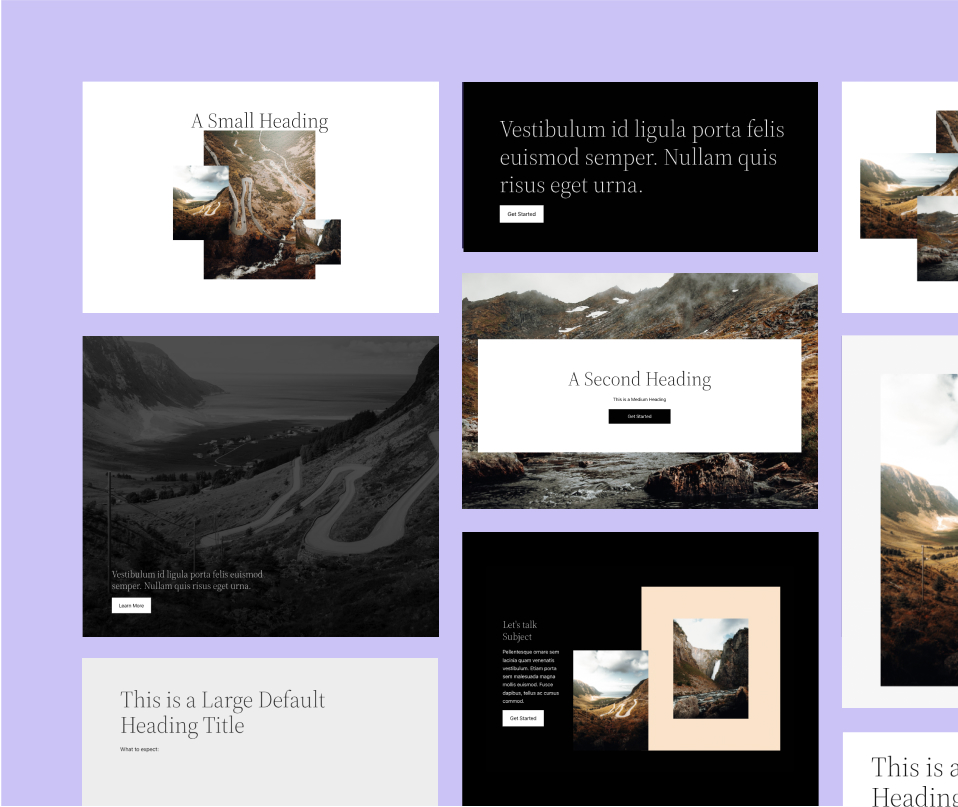 A Small Heading
Vestibulum id ligula porta felis
euismod semper. Nullam quis
risus eget urna.
Get Started
A Second Heading
This is a Medium Heading
Get Started
Vestibulum id ligula porta felis euismod
semper. Nullam quis risus eget urna.
Learn More
Let's talk
Subject
Pellentesque ornare sem
lacinia quam venenatis
vestibulum. Etiam porta
sem malesuada magna
mollis euismod. Fusce
dapibus, tellus ac cursus
commod.
Get Started
This is a Large Default
Heading Title
What to expect:
This is a
Heading